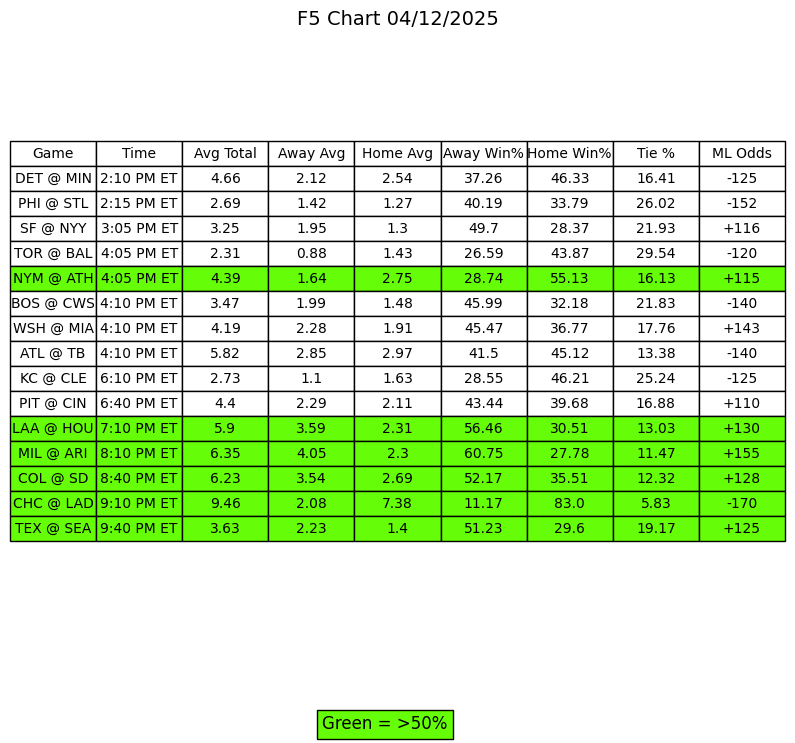 F5 Chart 04/12/2025
Game Time Avg Total Away Avg Home Avg Away Win% Home Win% Tie % ML Odds
DET @ MIN 2:10 PM ET 4.66 2.12 2.54 37.26 46.33 16.41 -125
PHI @ STL 2:15 PM ET 2.69 1.42 1.27 40.19 33.79 26.02 -152
SF @ NYY 3:05 PM ET 3.25 1.95 1.3 49.7 28.37 21.93 +116
TOR @ BAL 4:05 PM ET 2.31 0.88 1.43 26.59 43.87 29.54 -120
NYM @ ATH 4:05 PM ET 4.39 1.64 2.75 28.74 55.13 16.13 +115
BOS @ CWS 4:10 PM ET 3.47 1.99 1.48 45.99 32.18 21.83 -140
WSH @ MIA 4:10 PM ET 4.19 2.28 1.91 45.47 36.77 17.76 +143
ATL @ TB 4:10 PM ET 5.82 2.85 2.97 41.5 45.12 13.38 -140
KC @ CLE 6:10 PM ET 2.73 1.1 1.63 28.55 46.21 25.24 -125
PIT @ CIN 6:40 PM ET 4.4 2.29 2.11 43.44 39.68 16.88 +110
LAA @ HOU 7:10 PM ET 5.9 3.59 2.31 56.46 30.51 13.03 +130
MIL @ ARI 8:10 PM ET 6.35 4.05 2.3 60.75 27.78 11.47 +155
COL @ SD 8:40 PM ET 6.23 3.54 2.69 52.17 35.51 12.32 +128
CHC @ LAD 9:10 PM ET 9.46 2.08 7.38 11.17 83.0 5.83 -170
TEX @ SEA 9:40 PM ET 3.63 2.23 1.4 51.23 29.6 19.17 +125
Green = >50%